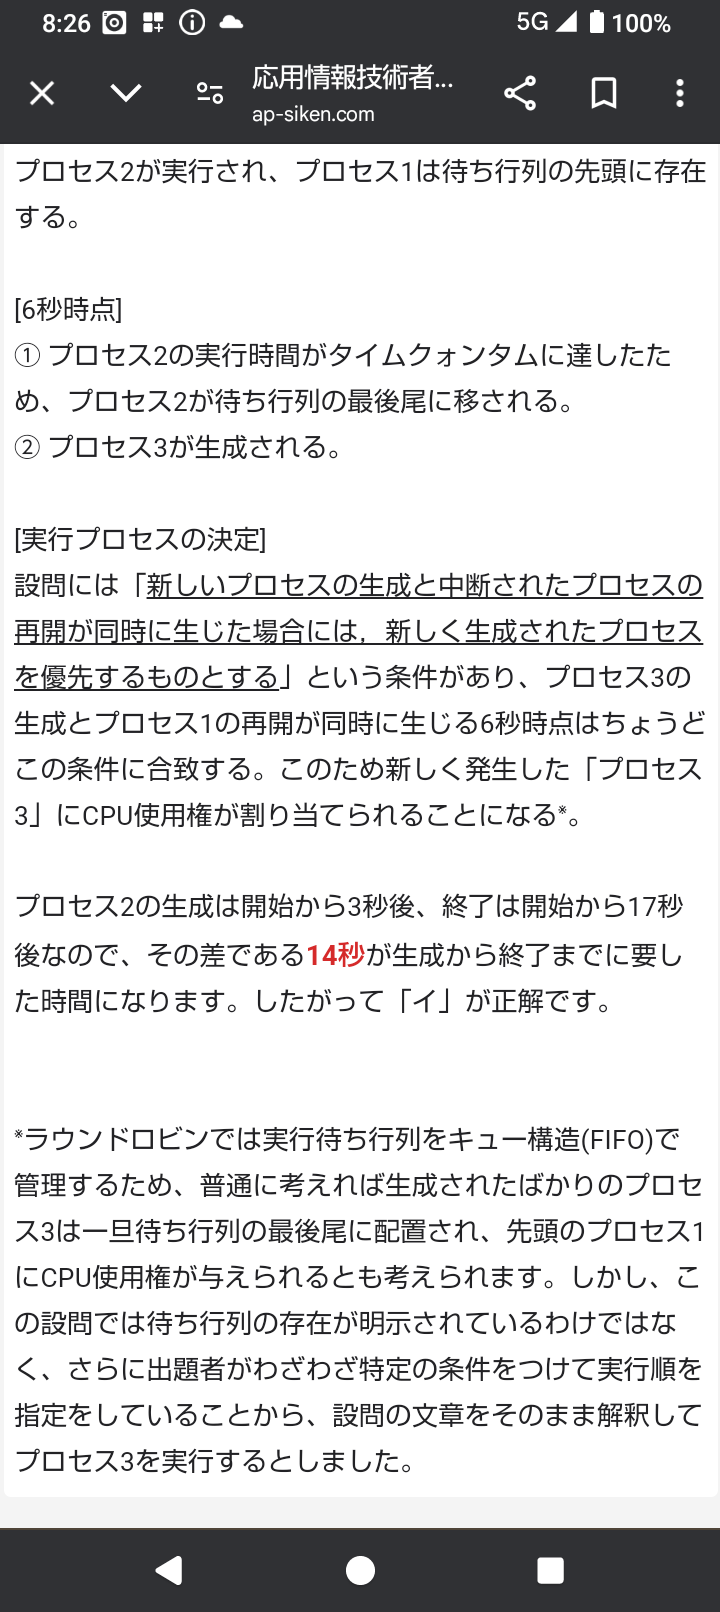 8:26
5G
100%
応用情報技術者...
ap-siken.com
プロセス2が実行され、プロセス1は待ち行列の先頭に存在
する。
[6秒時点]
① プロセス2の実行時間がタイムクォンタムに達したた
め、プロセス2が待ち行列の最後尾に移される。
② プロセス3が生成される。
[実行プロセスの決定]
設問には「新しいプロセスの生成と中断されたプロセスの
再開が同時に生じた場合には，新しく生成されたプロセス
を優先するものとする」という条件があり、プロセス3の
生成とプロセス1の再開が同時に生じる6秒時点はちょうど
この条件に合致する。このため新しく発生した「プロセス
3」にCPU使用権が割り当てられることになる※。
プロセス2の生成は開始から3秒後、終了は開始から17秒
後なので、その差である14秒が生成から終了までに要し
た時間になります。したがって「イ」が正解です。
※ラウンドロビンでは実行待ち行列をキュー構造(FIFO)で
管理するため、普通に考えれば生成されたばかりのプロセ
ス3は一旦待ち行列の最後尾に配置され、先頭のプロセス1
にCPU使用権が与えられるとも考えられます。しかし、こ
の設問では待ち行列の存在が明示されているわけではな
く、さらに出題者がわざわざ特定の条件をつけて実行順を
指定をしていることから、設問の文章をそのまま解釈して
プロセス3を実行するとしました。